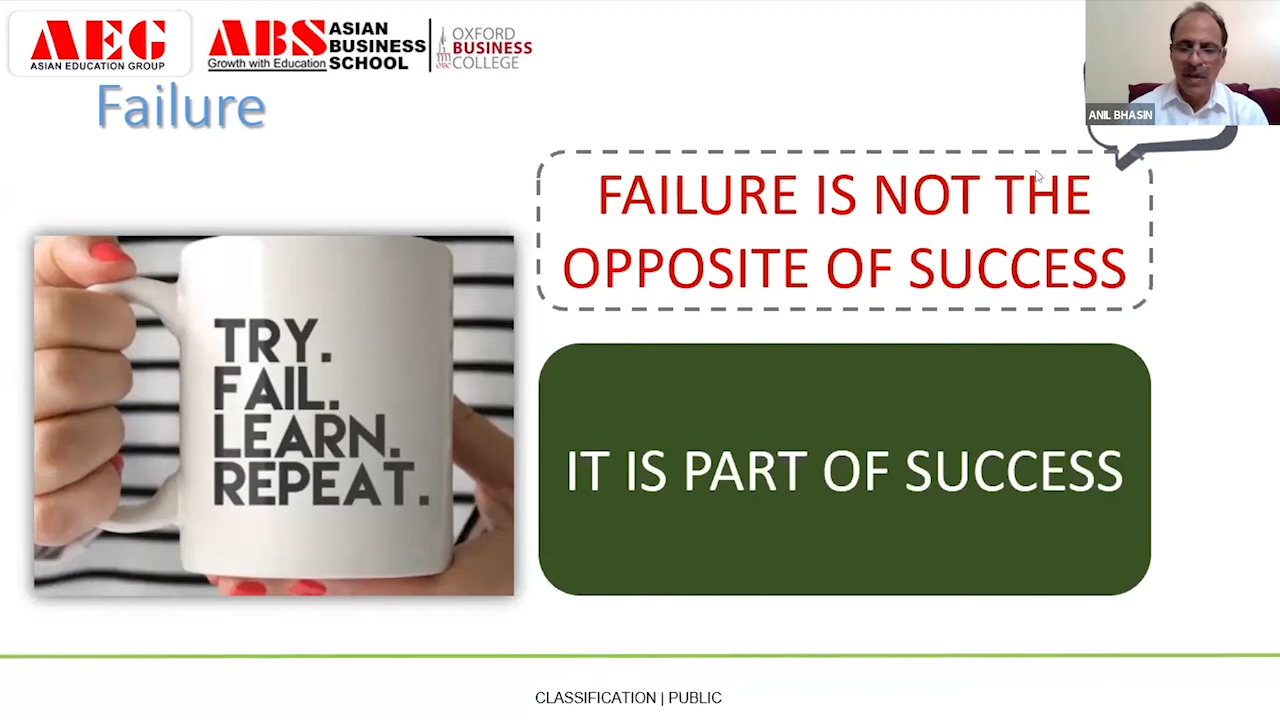 AEG
ASIAN EDUCATION GROUP
ABS
Growth with Education
ASIAN
BUSINESS
SCHOOL
OXFORD
BUSINESS
COLLEGE
Failure
ANIL BHASIN
FAILURE IS NOT THE
OPPOSITE OF SUCCESS
TRY.
FAIL.
LEARN.
REPEAT.
IT IS PART OF SUCCESS
CLASSIFICATION | PUBLIC